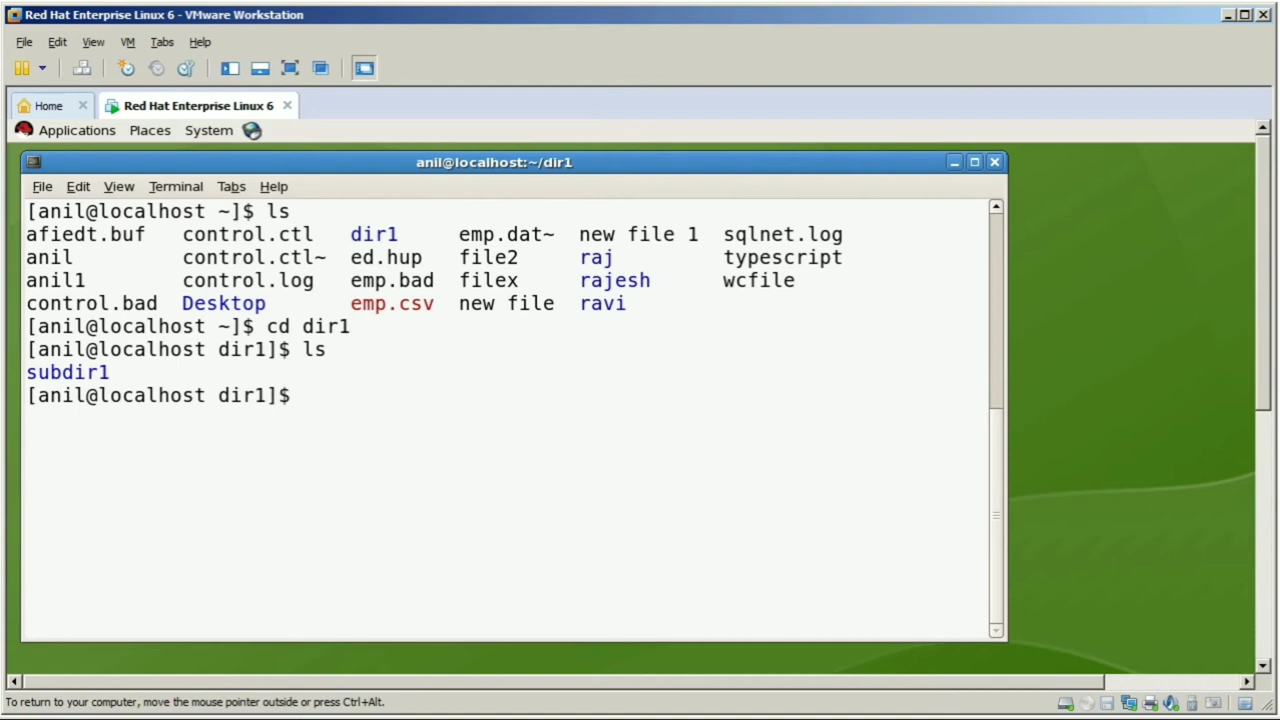 Red Hat Enterprise Linux 6 - VMware Workstation
File Edit View VM Tabs Help
Home Red Hat Enterprise Linux 6
Applications Places System
anil@localhost:~/dir1
File Edit View Terminal Tabs Help
[anil@localhost ~]$ ls
afiedt.buf control.ctl dir1 emp.dat~ new file 1 sqlnet.log
anil control.ctl~ ed.hup file2 raj typescript
anil1 control.log emp.bad filex rajesh wcfile
control.bad Desktop emp.csv new file ravi
[anil@localhost ~]$ cd dir1
[anil@localhost dir1]$ ls
subdir1
[anil@localhost dir1]$
To return to your computer, move the mouse pointer outside or press Ctrl+Alt.